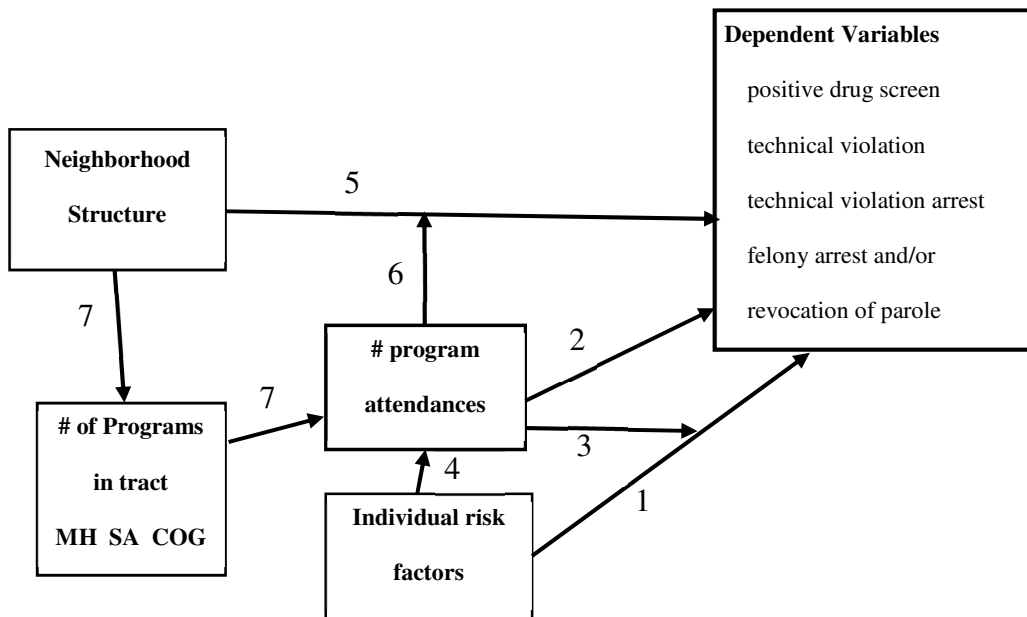 Dependent Variables
positive drug screen
technical violation
technical violation arrest
felony arrest and/or
revocation of parole
Neighborhood
Structure
5
6
7
# program
attendances
2
7
3
# of Programs
in tract
MH SA COG
4
Individual risk
factors
1